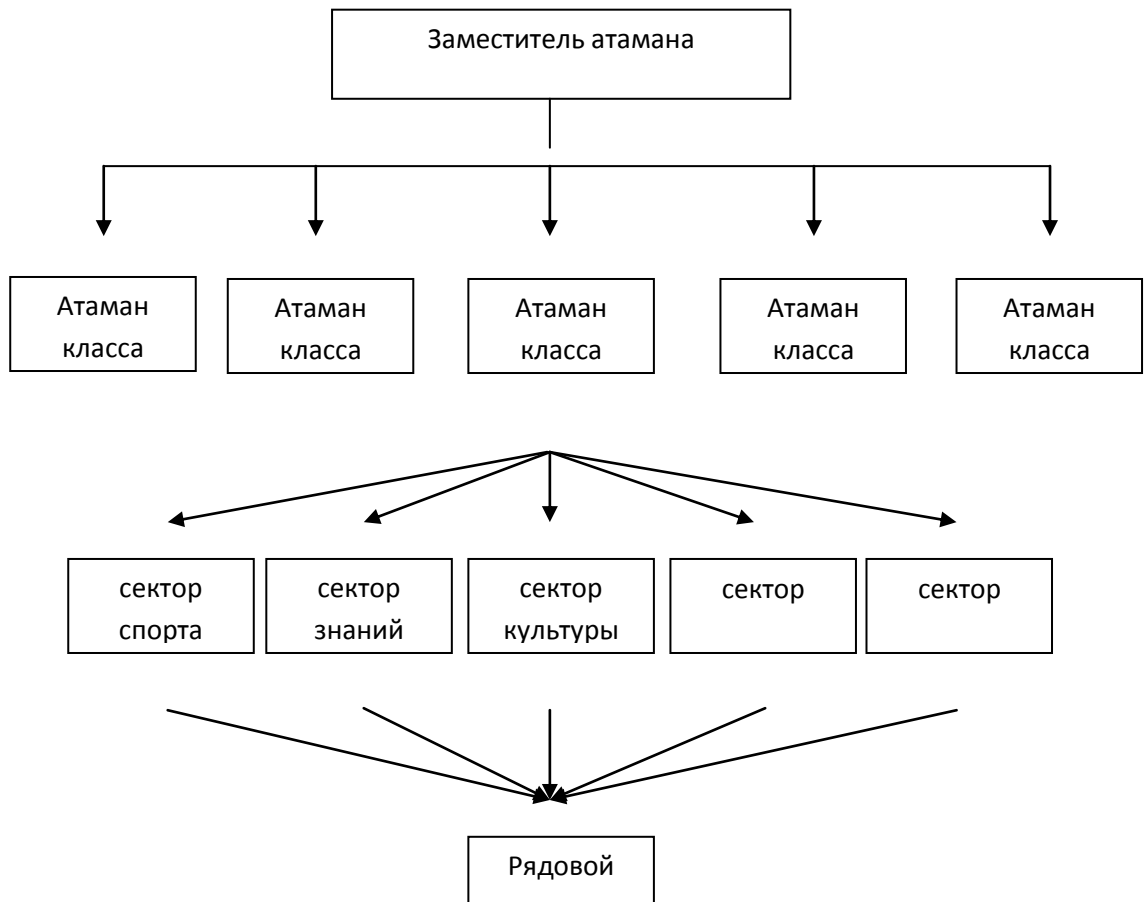 Заместитель атамана
Атаман
класса
Атаман
класса
Атаман
класса
Атаман
класса
Атаман
класса
сектор
спорта
сектор
знаний
сектор
культуры
сектор
сектор
Рядовой